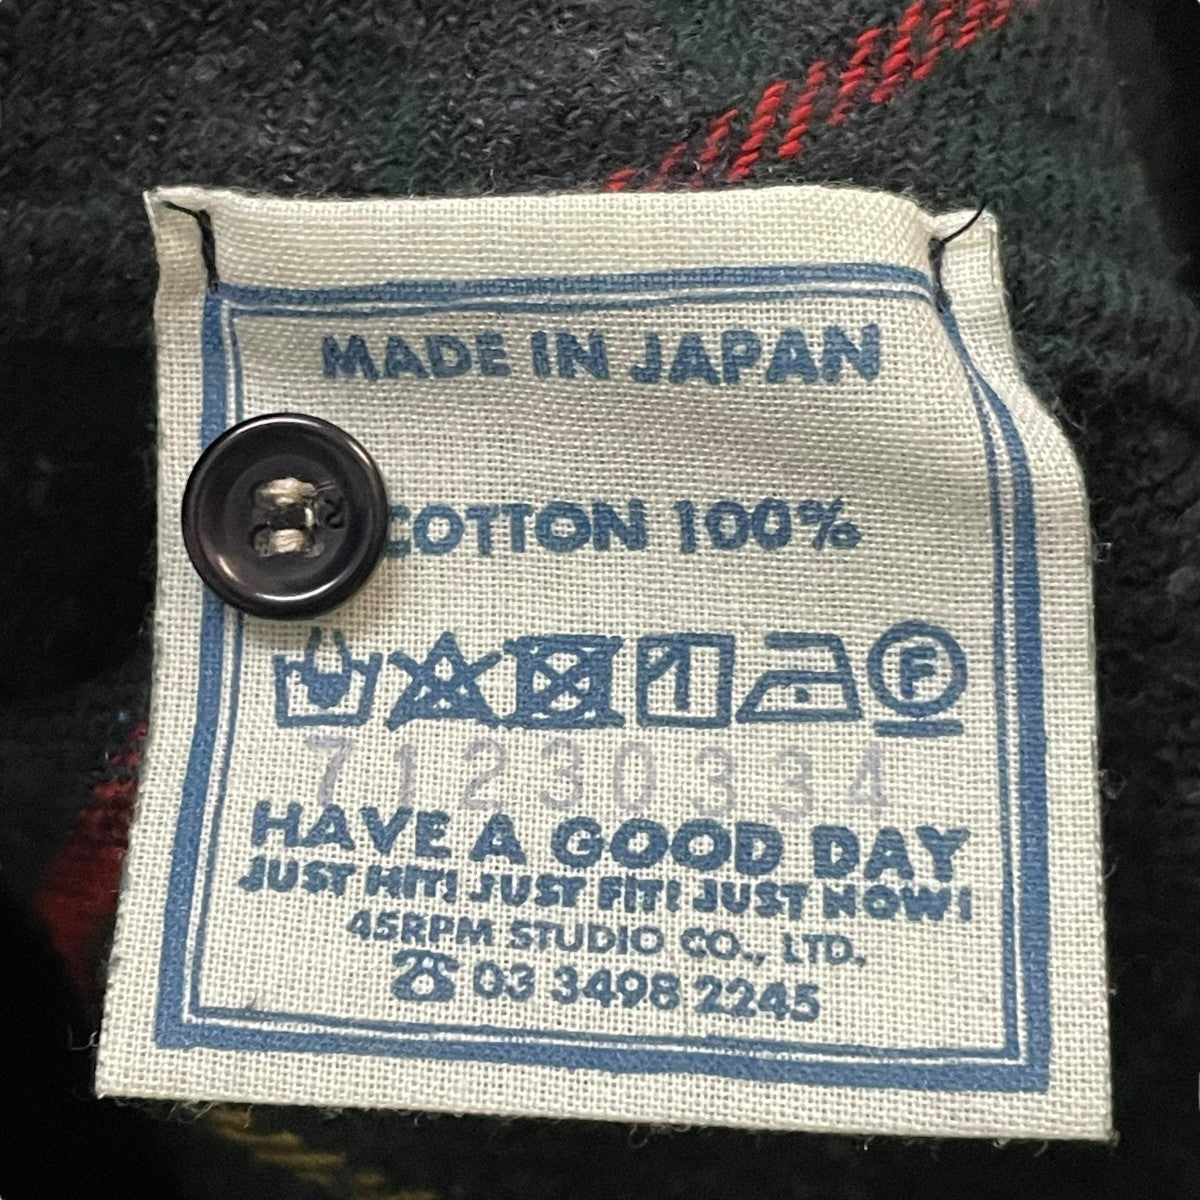 MADE IN JAPAN
COTTON 100%
F
71230334
HAVE A GOOD DAY
JUST HIT! JUST FIT! JUST NOW!
45RPM STUDIO CO., LTD.
☎ 03 3498 2245